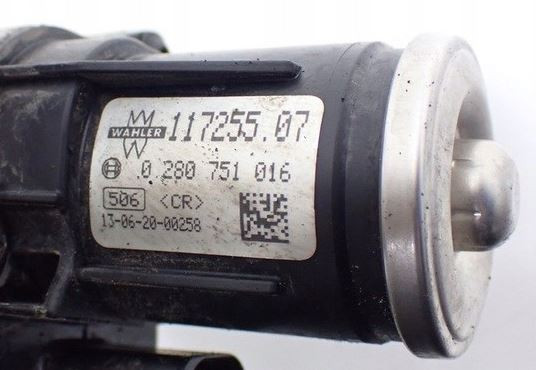 WAHLER 117255.07
0 280 751 016
506 <CR>
13-06-20-00258